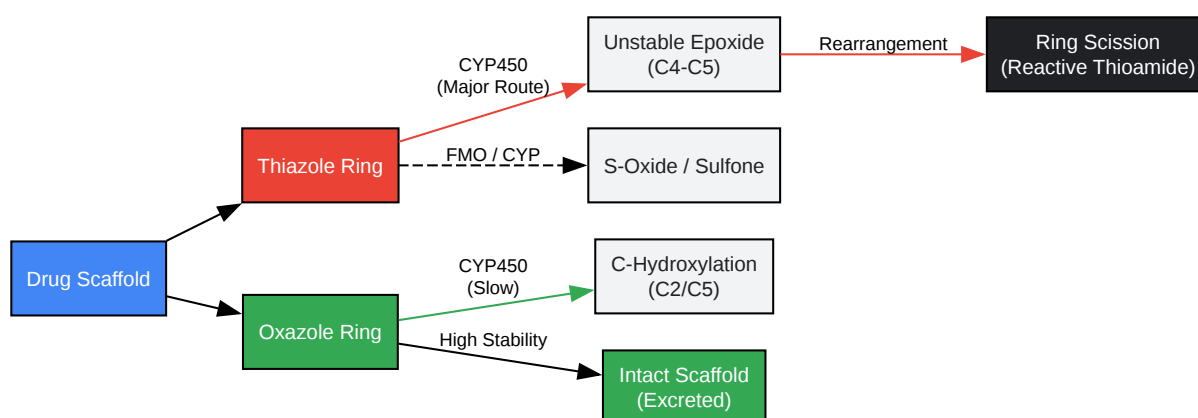 Unstable Epoxide
(C4-C5)
Rearrangement
Ring Scission
(Reactive Thioamide)
CYP450
(Major Route)
Thiazole Ring
FMO / CYP
S-Oxide / Sulfone
Drug Scaffold
CYP450
(Slow)
C-Hydroxylation
(C2/C5)
Oxazole Ring
High Stability
Intact Scaffold
(Excreted)